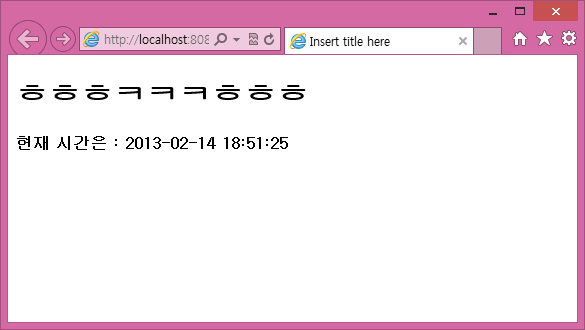 http://localhost:808
Insert title here
ㅎㅎㅎㅋㅋㅋㅎㅎㅎ
현재 시간은 : 2013-02-14 18:51:25